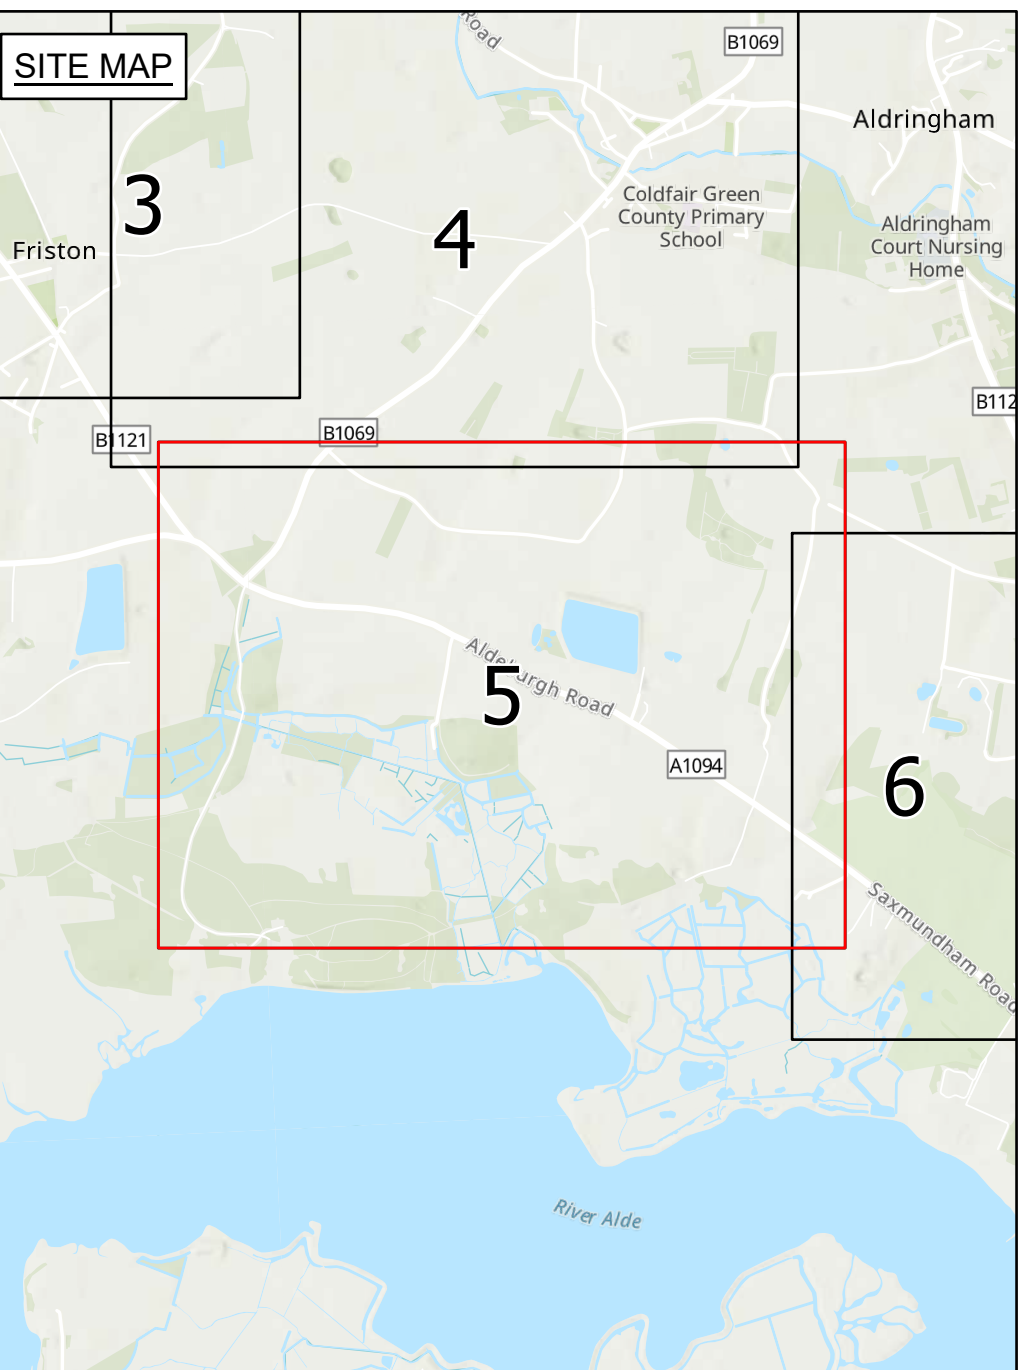 Road
B1069
SITE MAP
Aldringham
3
Coldfair Green
County Primary
School
4
Aldringham
Court Nursing
Home
Friston
B112
B1121
B1069
Aldeburgh Road
5
A1094
6
Saxmundham Road
River Alde